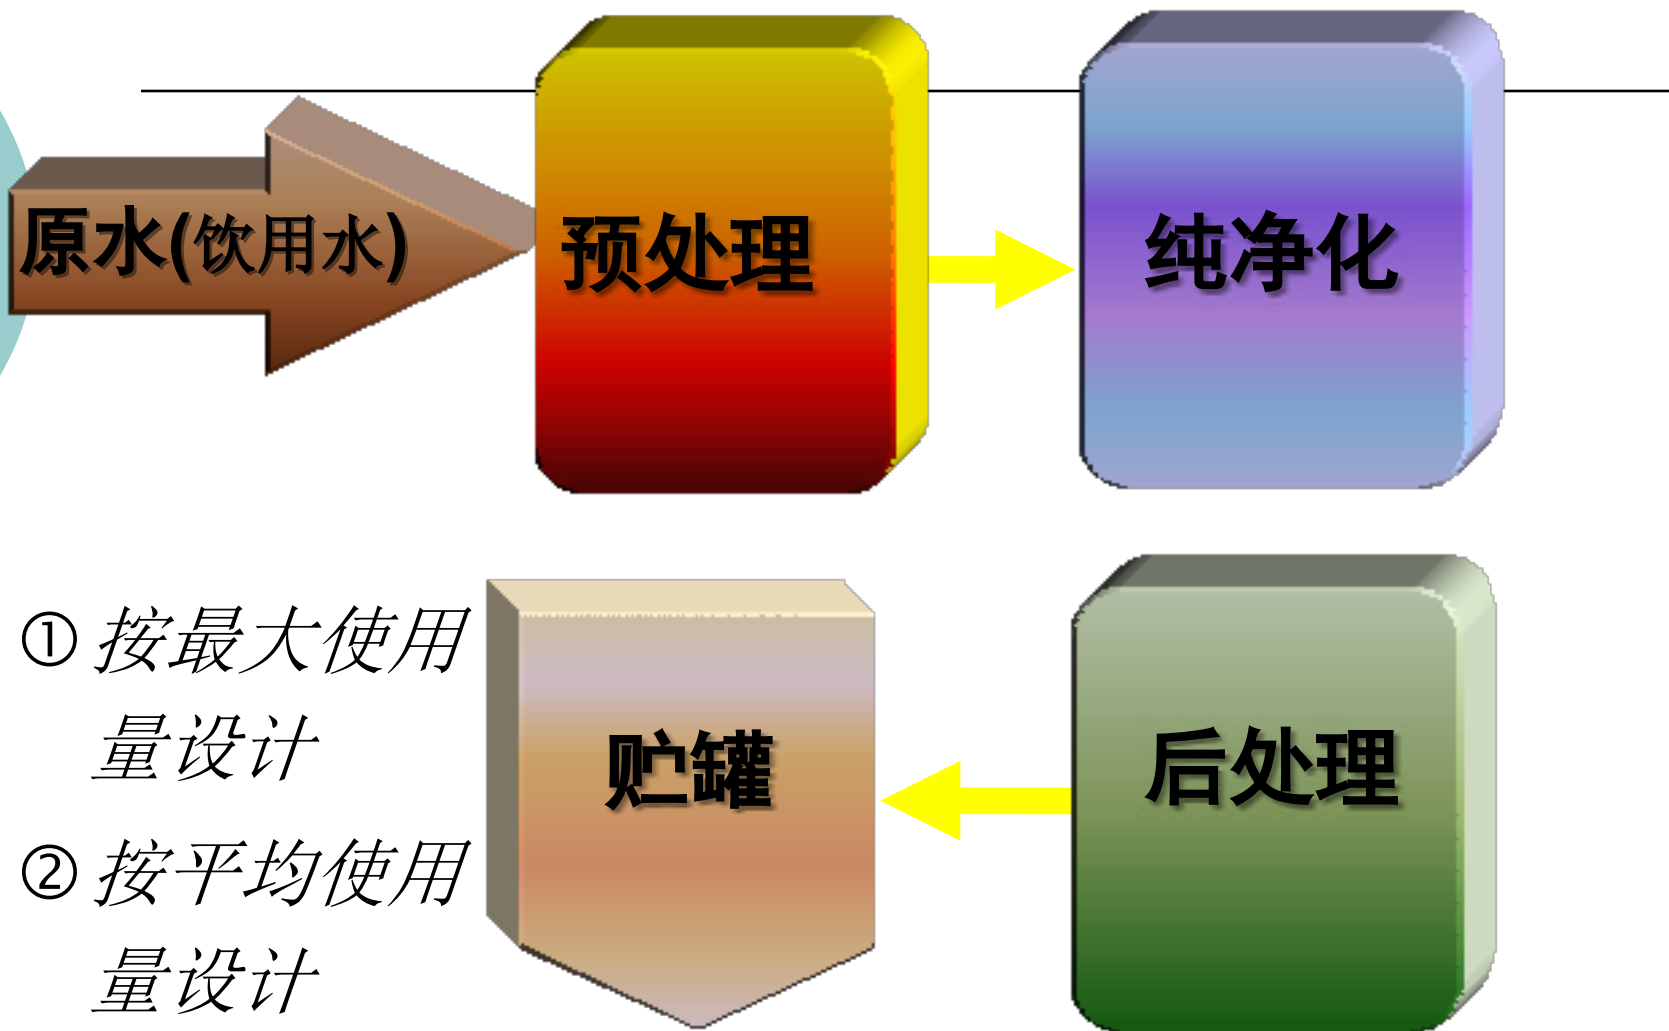 原水(饮用水)
预处理
纯净化
后处理
贮罐
① 按最大使用
量设计
② 按平均使用
量设计